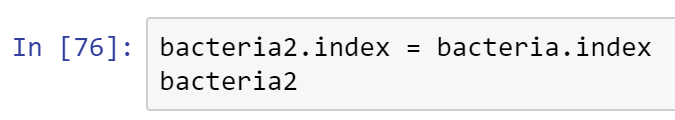 In [76]: bacteria2.index = bacteria.index
bacteria2